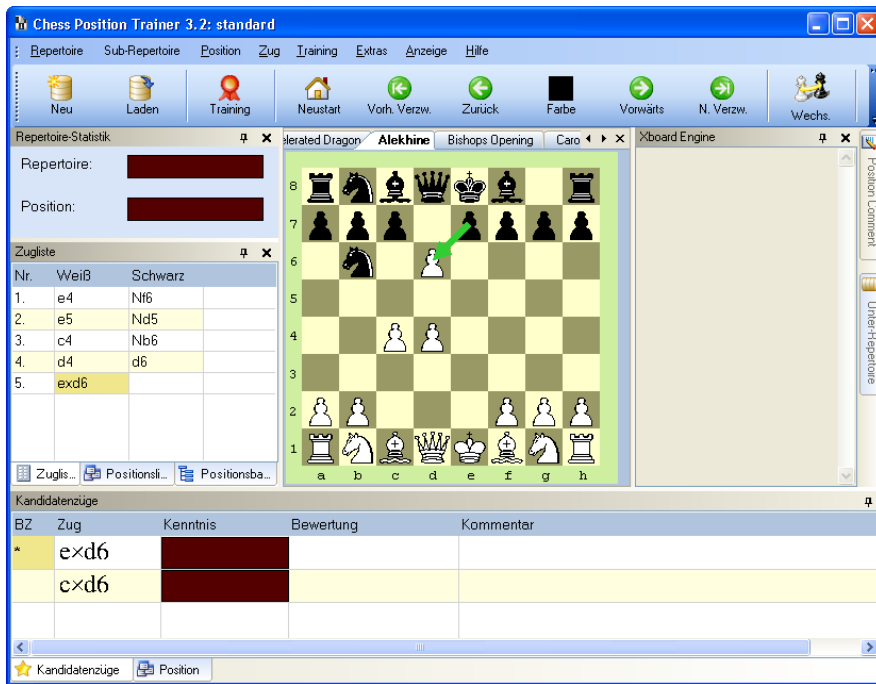 Chess Position Trainer 3.2: standard
Repertoire Sub-Repertoire Position Zug Training Extras Anzeige Hilfe
Neu Laden Training Neustart Vorh. Verzw. Zurück Farbe Vorwärts N. Verzw. Wechs.
Repertoire-Statistik
Repertoire:
Position:
elerated Dragon Alekhine Bishops Opening Caro
Xboard Engine
Position Comment
Unter-Repertoire
Zugliste
Nr. Weiß Schwarz
1. e4 Nf6
2. e5 Nd5
3. c4 Nb6
4. d4 d6
5. exd6
8
7
6
5
4
3
2
1
a b c d e f g h
Zuglis... Positionsli... Positionsba...
Kandidatenzüge
BZ Zug Kenntnis Bewertung Kommentar
* e×d6
c×d6
Kandidatenzüge Position